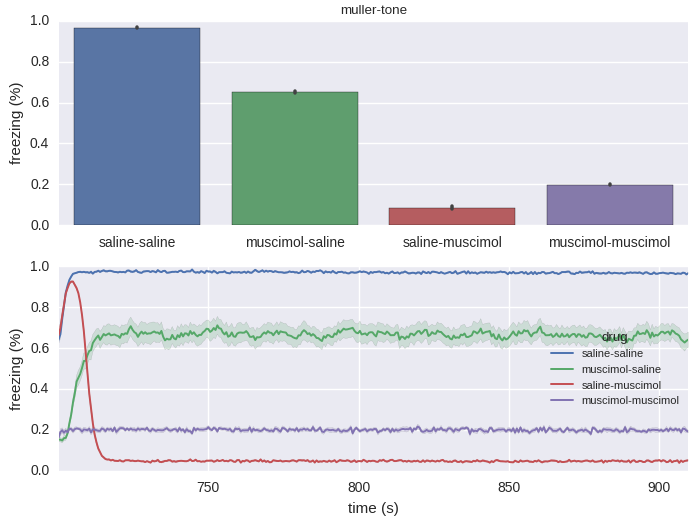 muller-tone
freezing (%)
1.0
0.8
0.6
0.4
0.2
0.0
saline-saline muscimol-saline saline-muscimol muscimol-muscimol
freezing (%)
1.0
0.8
0.6
0.4
0.2
0.0
drug
saline-saline
muscimol-saline
saline-muscimol
muscimol-muscimol
750 800 850 900
time (s)